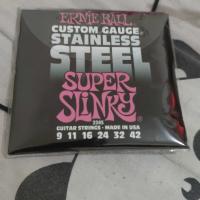 ERNIE BALL
CUSTOM GAUGE
STAINLESS
STEEL
SUPER
SLINKY
2245
GUITAR STRINGS · MADE IN USA
9 11 16 24 32 42